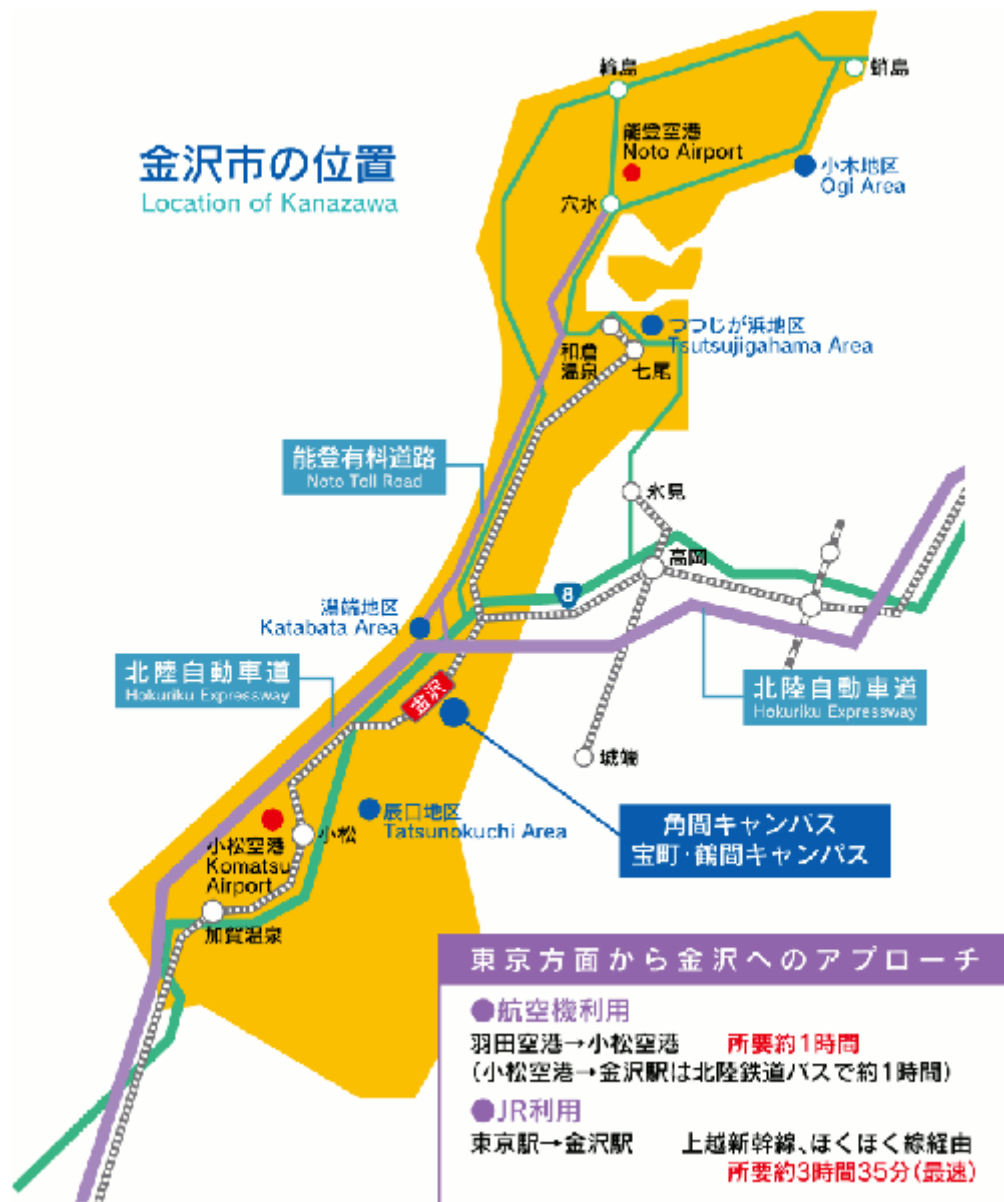 金沢市の位置
Location of Kanazawa
輪島
蛸島
能登空港
Noto Airport
小木地区
Ogi Area
穴水
つつじが浜地区
Tsutsujigahama Area
和倉
温泉
七尾
能登有料道路
Noto Toll Road
氷見
高岡
8
潟端地区
Katabata Area
北陸自動車道
Hokuriku Expressway
金沢
北陸自動車道
Hokuriku Expressway
城端
辰口地区
Tatsunokuchi Area
小松
小松空港
Komatsu
Airport
加賀温泉
角間キャンパス
宝町・鶴間キャンパス
東京方面から金沢へのアプローチ
●航空機利用
羽田空港→小松空港 所要約1時間
(小松空港→金沢駅は北陸鉄道バスで約1時間)
●JR利用
東京駅→金沢駅 上越新幹線、ほくほく線経由
所要約3時間35分(最速)